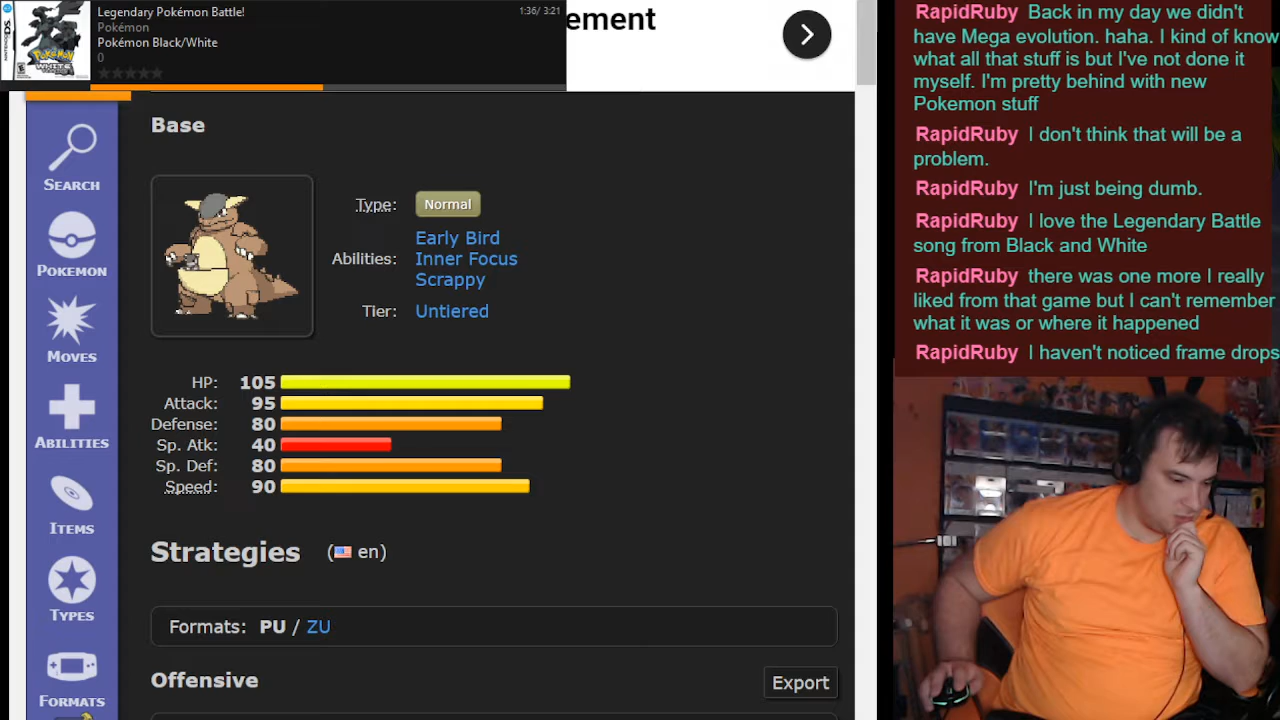 Legendary Pokémon Battle!
1:36/ 3:21
Pokémon
Pokémon Black/White
0
ement
Base
SEARCH
POKEMON
MOVES
ABILITIES
ITEMS
TYPES
FORMATS
Type: Normal
Abilities: Early Bird
Inner Focus
Scrappy
Tier: Untiered
HP: 105
Attack: 95
Defense: 80
Sp. Atk: 40
Sp. Def: 80
Speed: 90
Strategies (en)
Formats: PU / ZU
Offensive
Export
RapidRuby Back in my day we didn't
have Mega evolution. haha. I kind of know
what all that stuff is but I've not done it
myself. I'm pretty behind with new
Pokemon stuff
RapidRuby I don't think that will be a
problem.
RapidRuby I'm just being dumb.
RapidRuby I love the Legendary Battle
song from Black and White
RapidRuby there was one more I really
liked from that game but I can't remember
what it was or where it happened
RapidRuby I haven't noticed frame drops